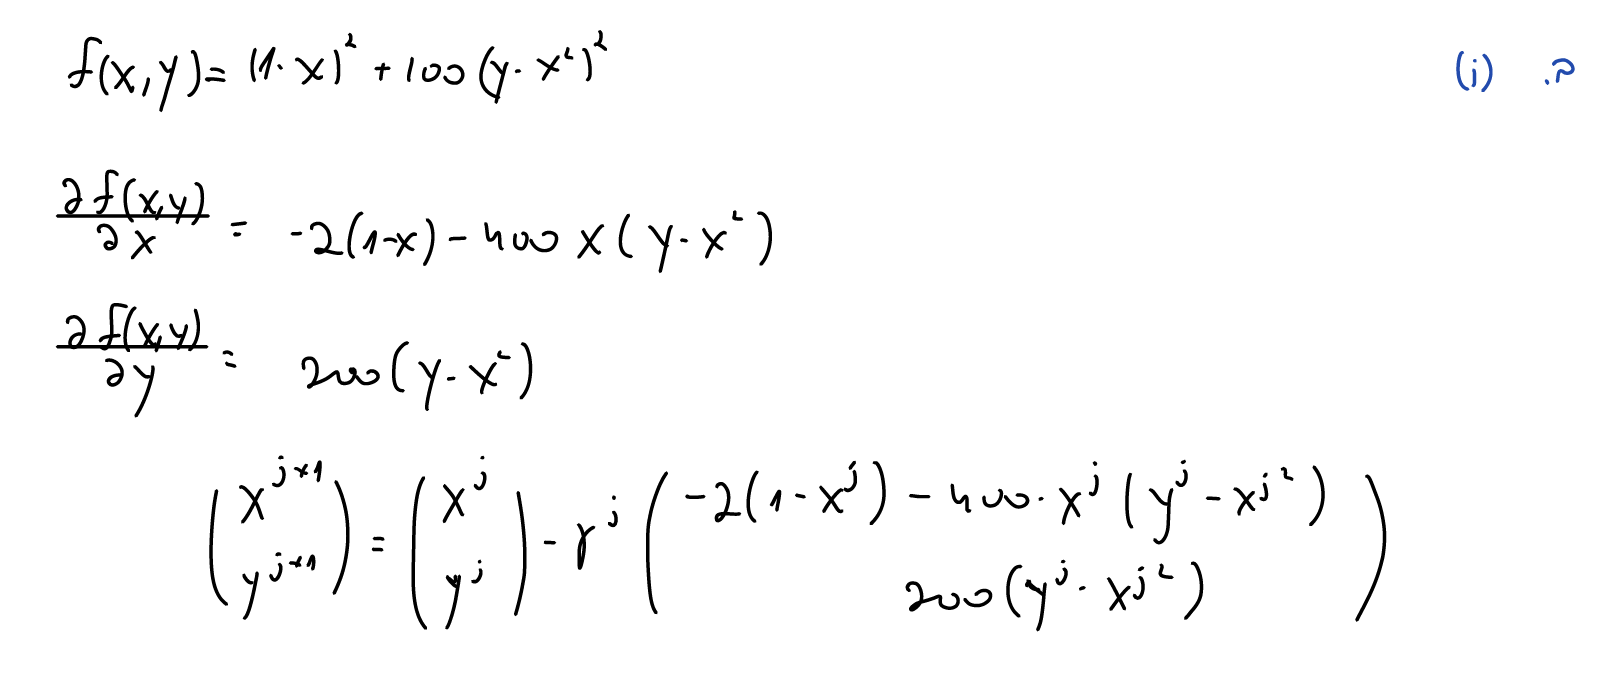 ב. (i)
f(x,y) = (1-x)² + 100(y-x²)²
∂f(x,y)/∂x = -2(1-x) - 400x(y-x²)
∂f(x,y)/∂y = 200(y-x²)
(x^{j+1}, y^{j+1}) = (x^j, y^j) - γ^j (-2(1-x^j) - 400·x^j(y^j - x^{j²}), 200(y^j - x^{j²}))